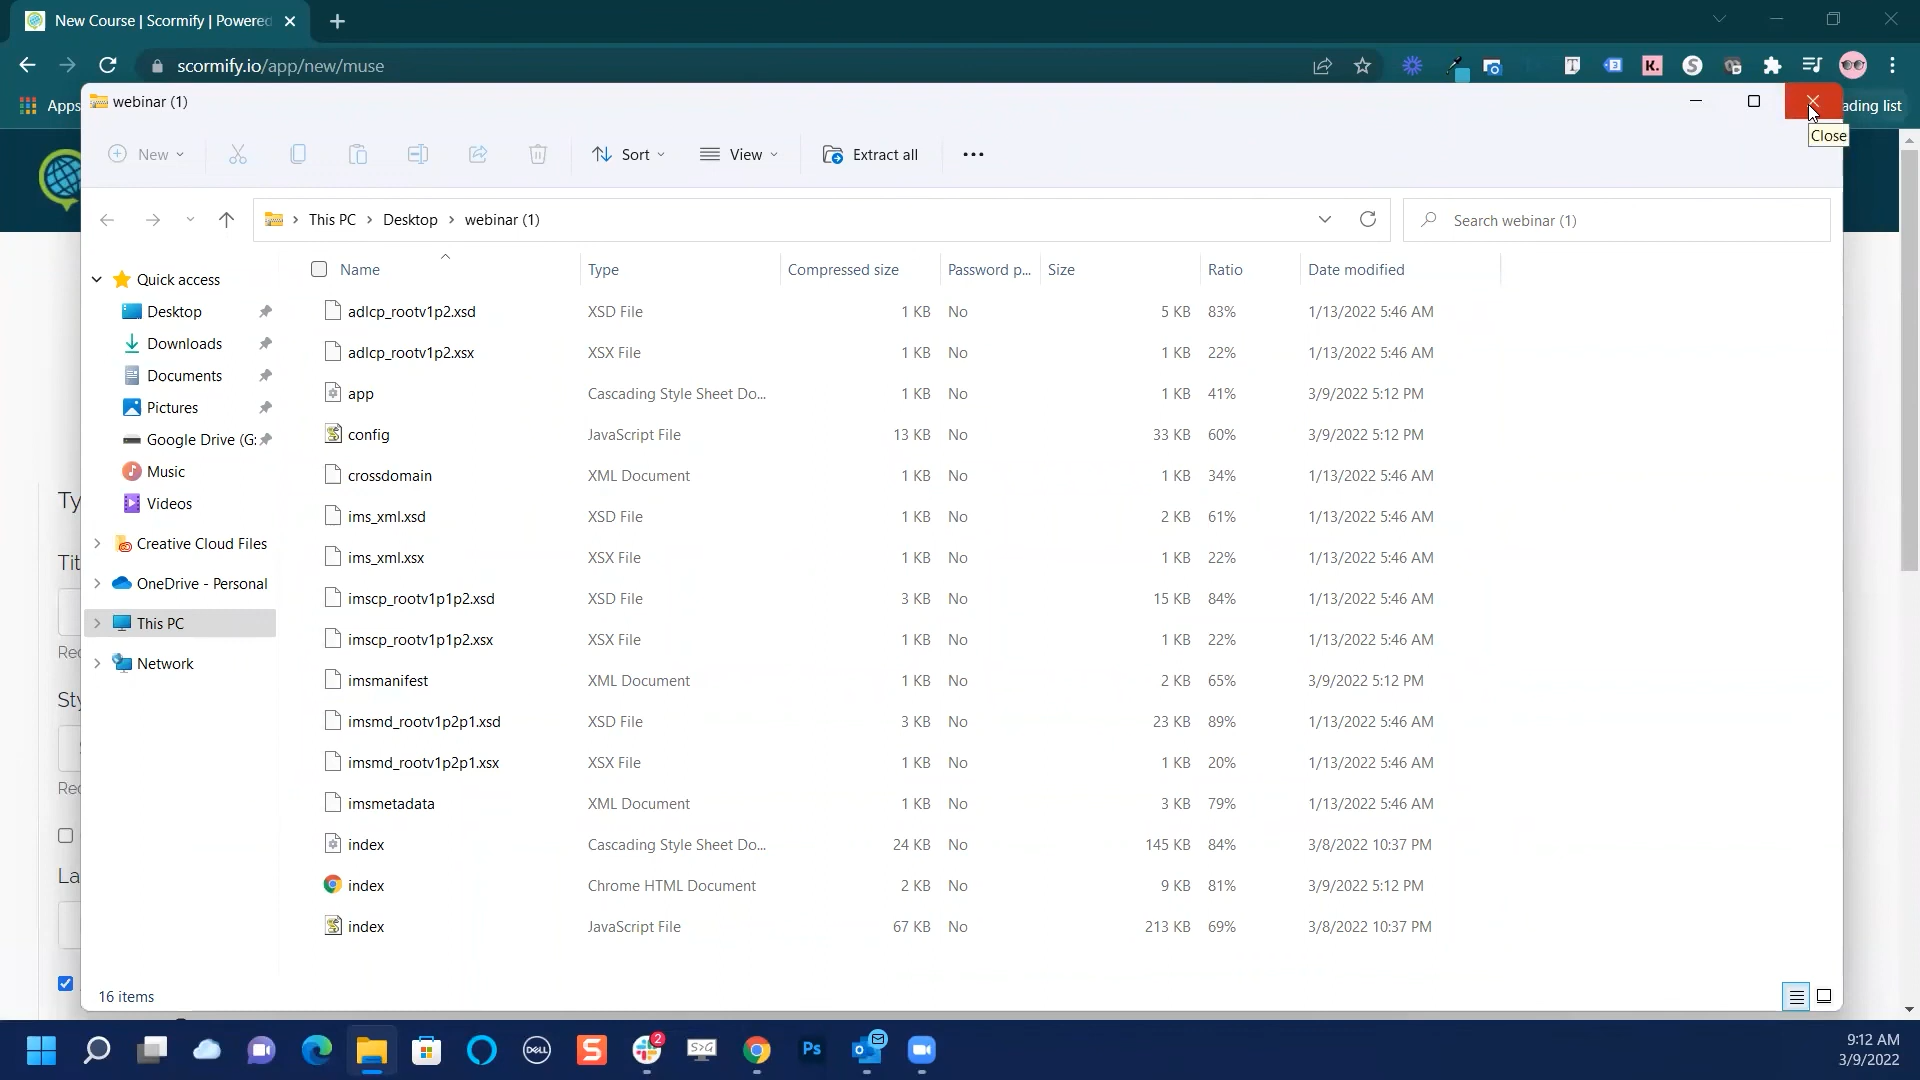 New Course | Scormify | Powered
scormify.io/app/new/muse
Apps
ading list
webinar (1)
Close
New
Sort
View
Extract all
This PC
Desktop
webinar (1)
Search webinar (1)
Name Type Compressed size Password p... Size Ratio Date modified
Quick access
Desktop
Downloads
Documents
Pictures
Google Drive (G:
Music
Videos
Creative Cloud Files
OneDrive - Personal
This PC
Network
adlcp_rootv1p2.xsd XSD File 1 KB No 5 KB 83% 1/13/2022 5:46 AM
adlcp_rootv1p2.xsx XSX File 1 KB No 1 KB 22% 1/13/2022 5:46 AM
app Cascading Style Sheet Do... 1 KB No 1 KB 41% 3/9/2022 5:12 PM
config JavaScript File 13 KB No 33 KB 60% 3/9/2022 5:12 PM
crossdomain XML Document 1 KB No 1 KB 34% 1/13/2022 5:46 AM
ims_xml.xsd XSD File 1 KB No 2 KB 61% 1/13/2022 5:46 AM
ims_xml.xsx XSX File 1 KB No 1 KB 22% 1/13/2022 5:46 AM
imscp_rootv1p1p2.xsd XSD File 3 KB No 15 KB 84% 1/13/2022 5:46 AM
imscp_rootv1p1p2.xsx XSX File 1 KB No 1 KB 22% 1/13/2022 5:46 AM
imsmanifest XML Document 1 KB No 2 KB 65% 3/9/2022 5:12 PM
imsmd_rootv1p2p1.xsd XSD File 3 KB No 23 KB 89% 1/13/2022 5:46 AM
imsmd_rootv1p2p1.xsx XSX File 1 KB No 1 KB 20% 1/13/2022 5:46 AM
imsmetadata XML Document 1 KB No 3 KB 79% 1/13/2022 5:46 AM
index Cascading Style Sheet Do... 24 KB No 145 KB 84% 3/8/2022 10:37 PM
index Chrome HTML Document 2 KB No 9 KB 81% 3/9/2022 5:12 PM
index JavaScript File 67 KB No 213 KB 69% 3/8/2022 10:37 PM
Ty
Tit
Rec
Sty
Rec
La
16 items
DELL
S
2
S>G
Ps
9:12 AM
3/9/2022